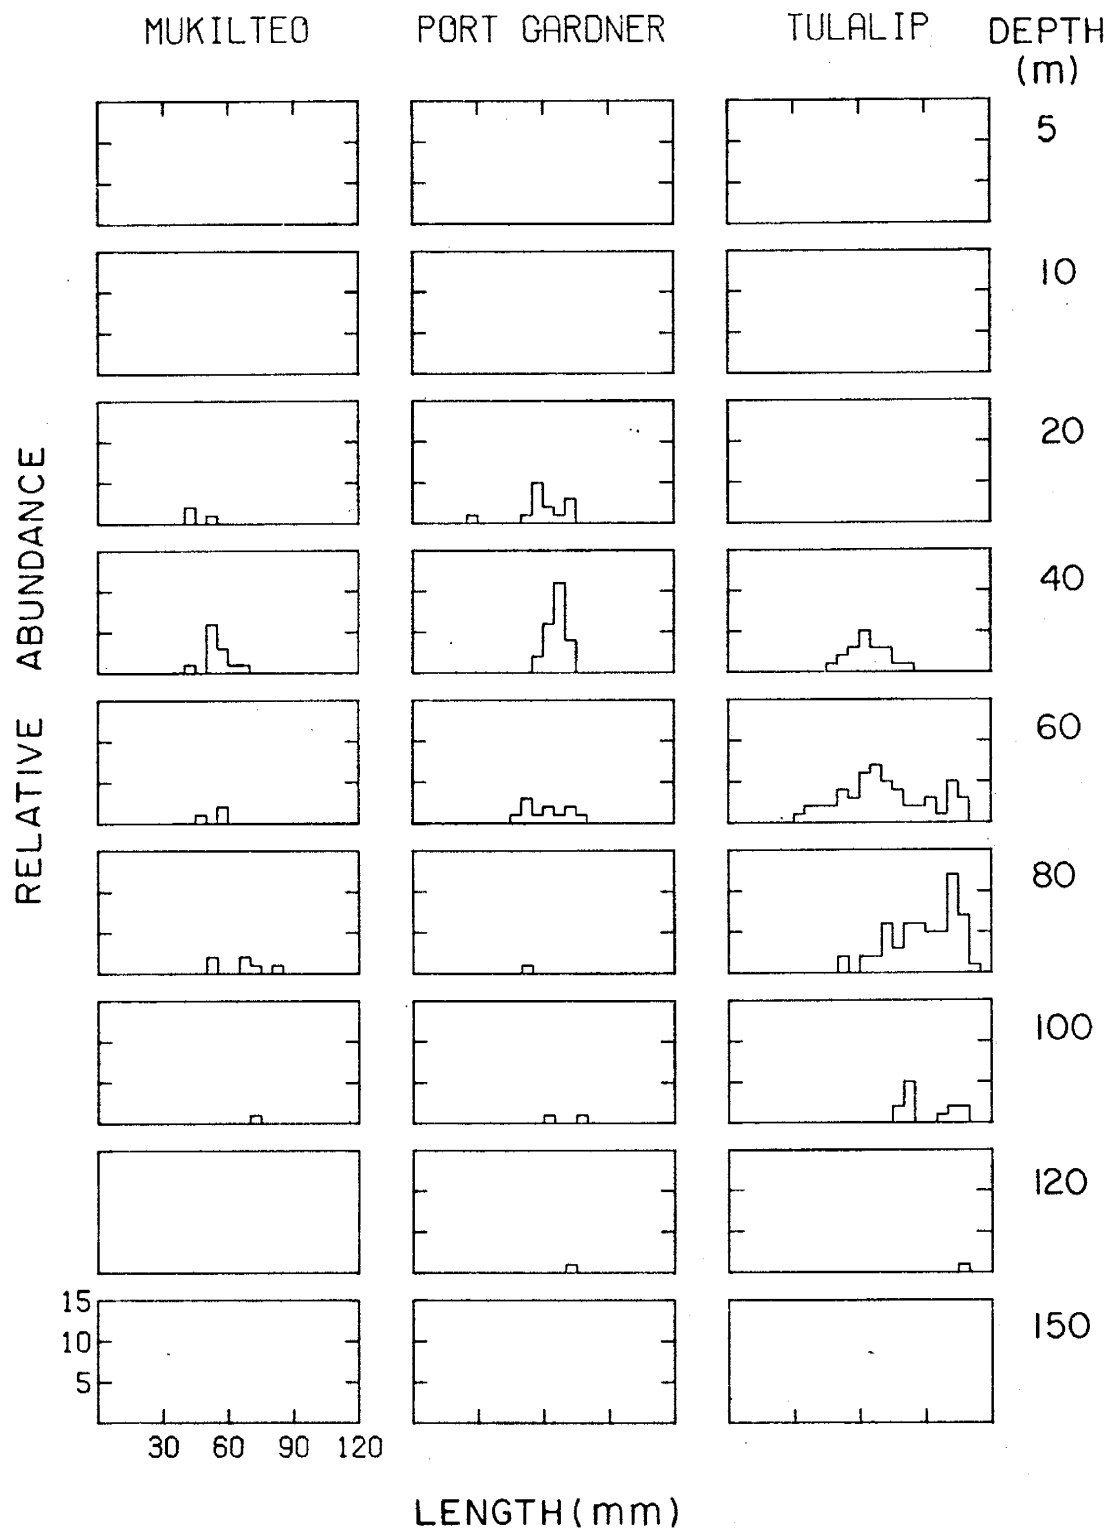 MUKILTEO PORT GARDNER TULALIP DEPTH
(m)
5
10
20
40
60
80
100
120
150
RELATIVE ABUNDANCE
15
10
5
30 60 90 120
LENGTH (mm)